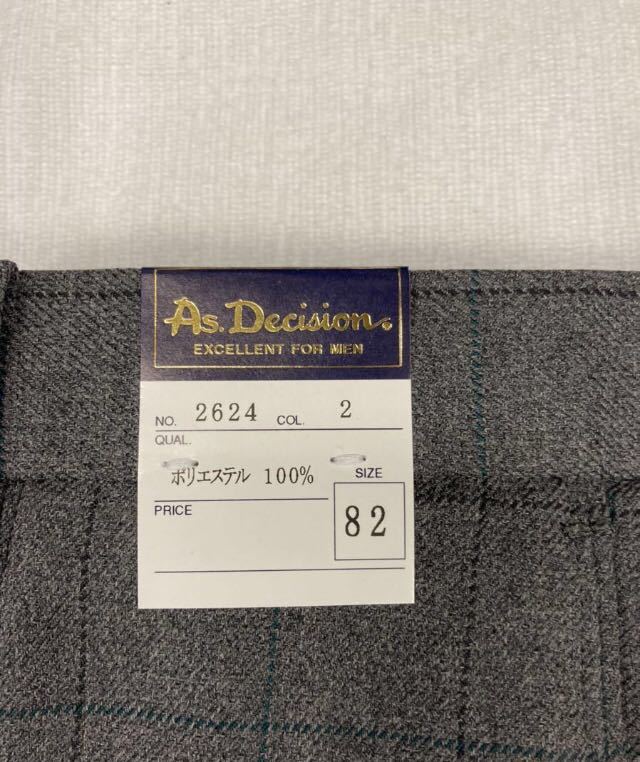 As. Decision.
EXCELLENT FOR MEN
NO. 2624 COL. 2
QUAL.
ポリエステル 100%
SIZE
PRICE
82